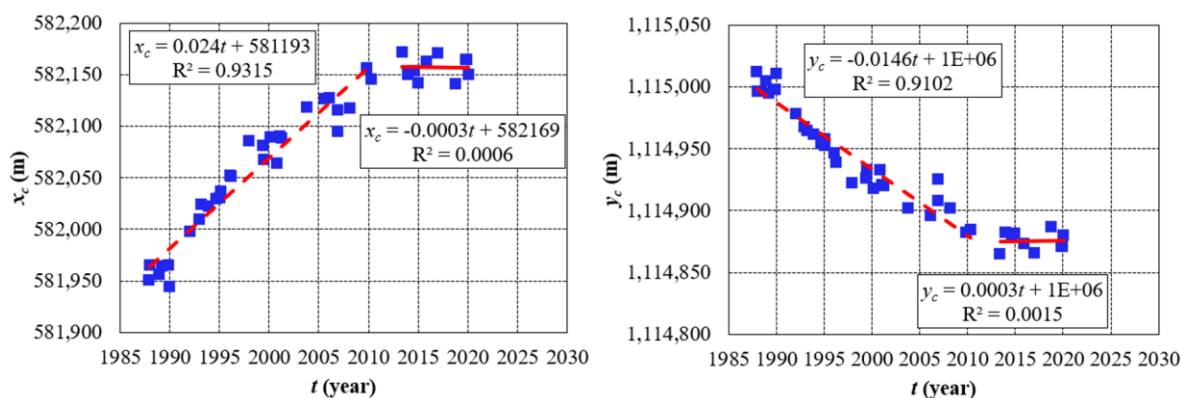 582,200
582,150
582,100
582,050
582,000
581,950
581,900
x_c (m)
x_c = 0.024t + 581193
R² = 0.9315
x_c = -0.0003t + 582169
R² = 0.0006
1985 1990 1995 2000 2005 2010 2015 2020 2025 2030
t (year)
1,115,050
1,115,000
1,114,950
1,114,900
1,114,850
1,114,800
y_c (m)
y_c = -0.0146t + 1E+06
R² = 0.9102
y_c = 0.0003t + 1E+06
R² = 0.0015
1985 1990 1995 2000 2005 2010 2015 2020 2025 2030
t (year)